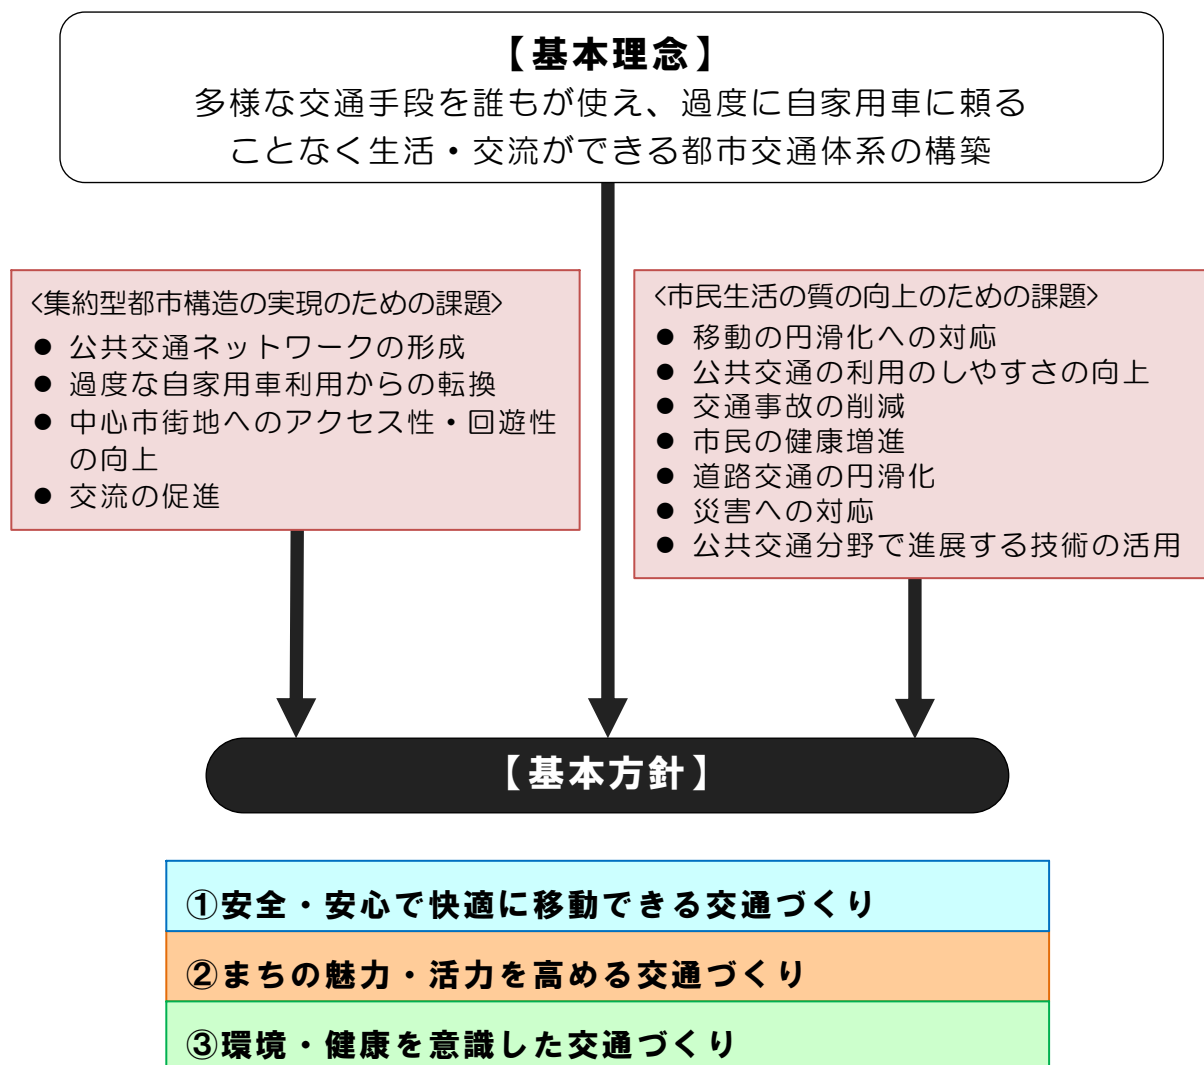 【基本理念】
多様な交通手段を誰もが使え、過度に自家用車に頼る
ことなく生活・交流ができる都市交通体系の構築
<集約型都市構造の実現のための課題>
● 公共交通ネットワークの形成
● 過度な自家用車利用からの転換
● 中心市街地へのアクセス性・回遊性
の向上
● 交流の促進
<市民生活の質の向上のための課題>
● 移動の円滑化への対応
● 公共交通の利用のしやすさの向上
● 交通事故の削減
● 市民の健康増進
● 道路交通の円滑化
● 災害への対応
● 公共交通分野で進展する技術の活用
【基本方針】
①安全・安心で快適に移動できる交通づくり
②まちの魅力・活力を高める交通づくり
③環境・健康を意識した交通づくり